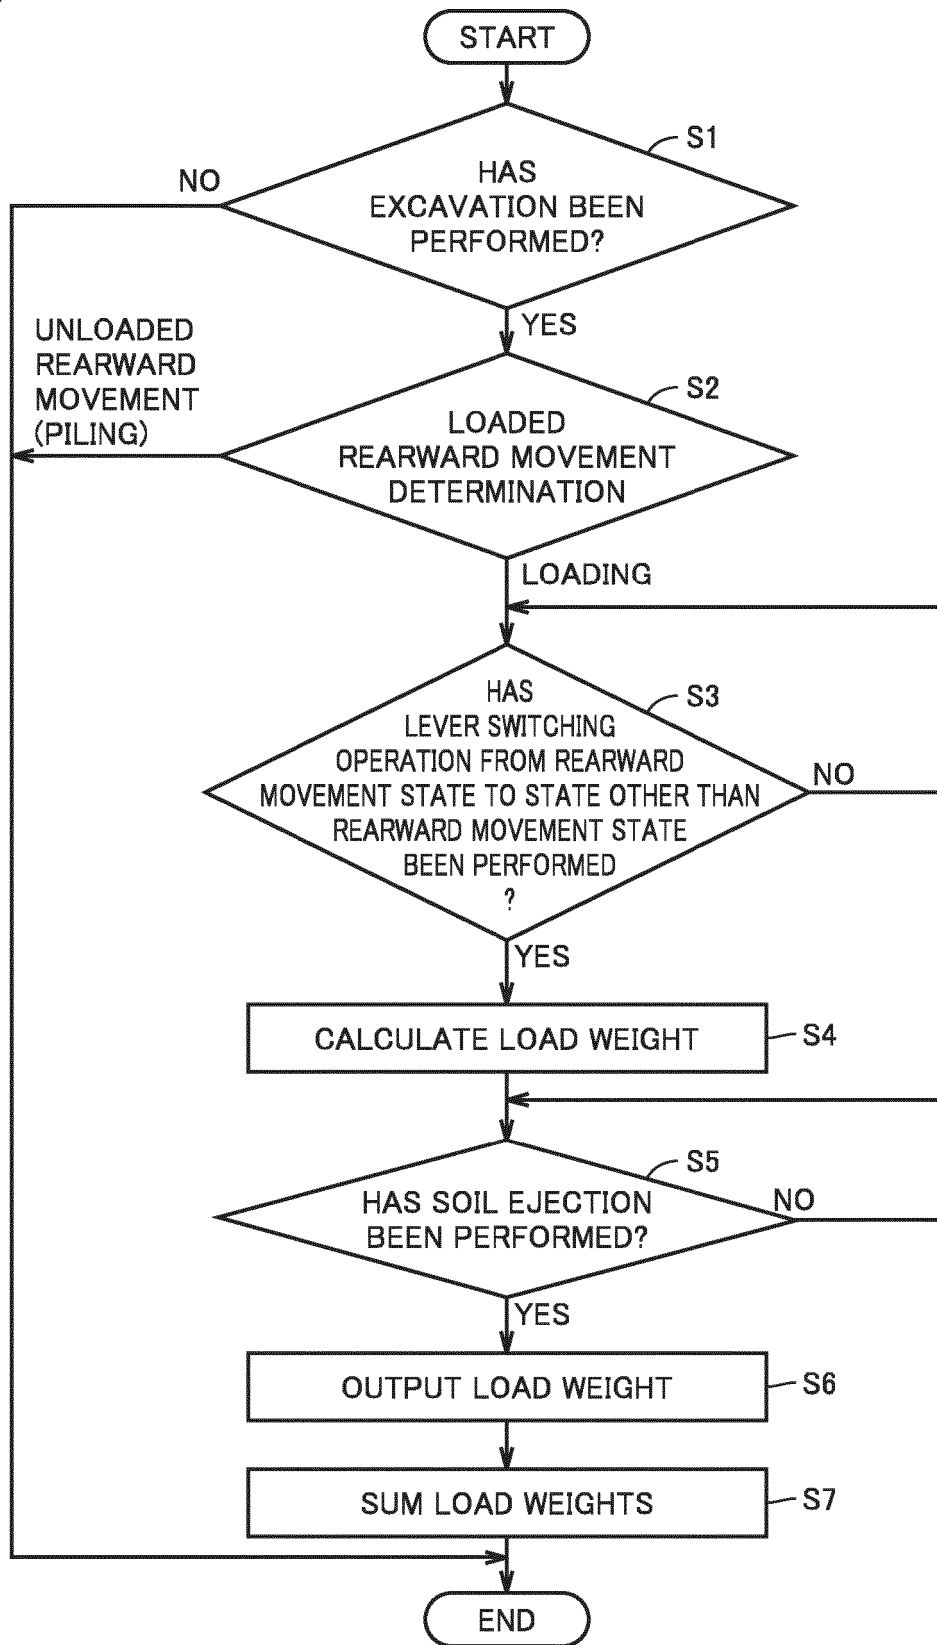 START
S1
HAS
EXCAVATION BEEN
PERFORMED?
NO
YES
UNLOADED
REARWARD
MOVEMENT
(PILING)
S2
LOADED
REARWARD MOVEMENT
DETERMINATION
LOADING
S3
HAS
LEVER SWITCHING
OPERATION FROM REARWARD
MOVEMENT STATE TO STATE OTHER THAN
REARWARD MOVEMENT STATE
BEEN PERFORMED
?
NO
YES
CALCULATE LOAD WEIGHT
S4
S5
HAS SOIL EJECTION
BEEN PERFORMED?
NO
YES
OUTPUT LOAD WEIGHT
S6
SUM LOAD WEIGHTS
S7
END